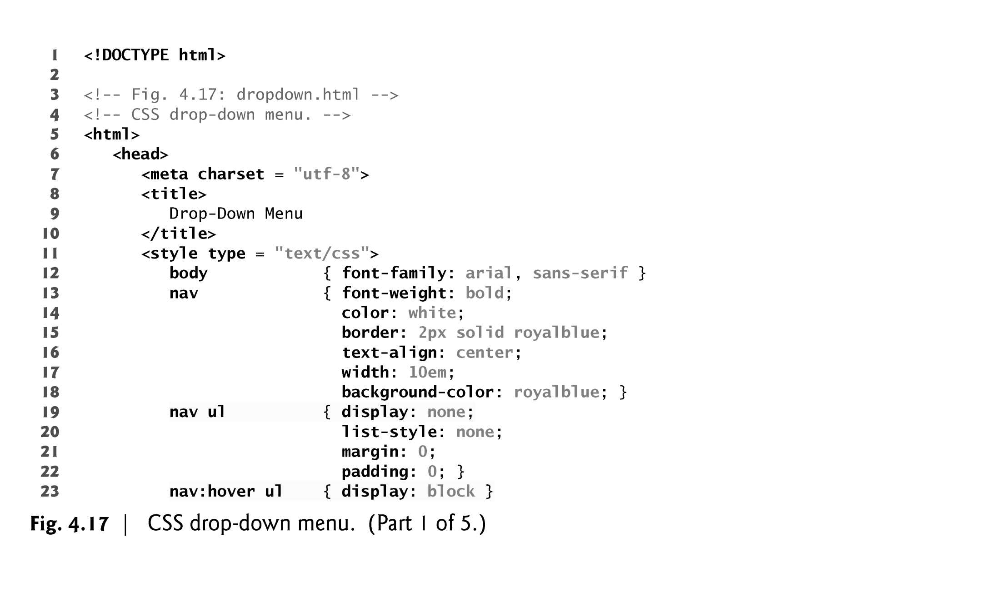 1 <!DOCTYPE html>
2
3 <!-- Fig. 4.17: dropdown.html -->
4 <!-- CSS drop-down menu. -->
5 <html>
6 <head>
7 <meta charset = "utf-8">
8 <title>
9 Drop-Down Menu
10 </title>
11 <style type = "text/css">
12 body { font-family: arial, sans-serif }
13 nav { font-weight: bold;
14 color: white;
15 border: 2px solid royalblue;
16 text-align: center;
17 width: 10em;
18 background-color: royalblue; }
19 nav ul { display: none;
20 list-style: none;
21 margin: 0;
22 padding: 0; }
23 nav:hover ul { display: block }
Fig. 4.17 | CSS drop-down menu. (Part 1 of 5.)